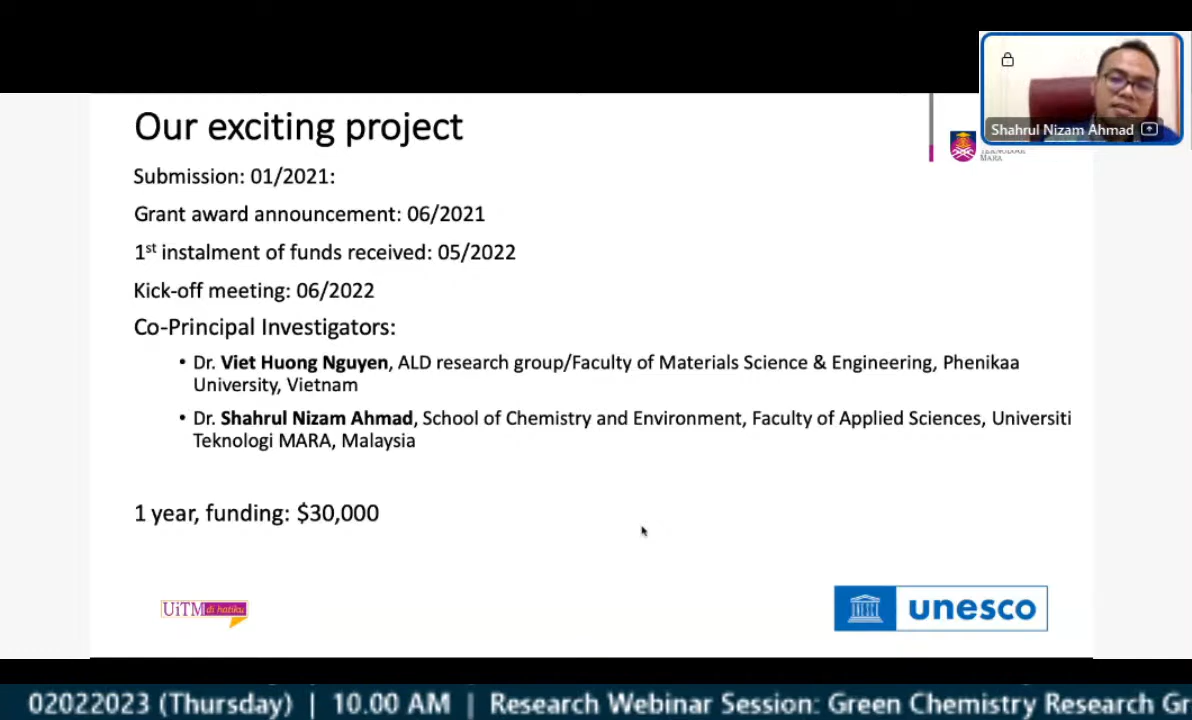 Our exciting project
Shahrul Nizam Ahmad
MARA
Submission: 01/2021:
Grant award announcement: 06/2021
1st instalment of funds received: 05/2022
Kick-off meeting: 06/2022
Co-Principal Investigators:
• Dr. Viet Huong Nguyen, ALD research group/Faculty of Materials Science & Engineering, Phenikaa
University, Vietnam
• Dr. Shahrul Nizam Ahmad, School of Chemistry and Environment, Faculty of Applied Sciences, Universiti
Teknologi MARA, Malaysia
1 year, funding: $30,000
UiTM di hatiku
unesco
02022023 (Thursday) | 10.00 AM | Research Webinar Session: Green Chemistry Research Gr